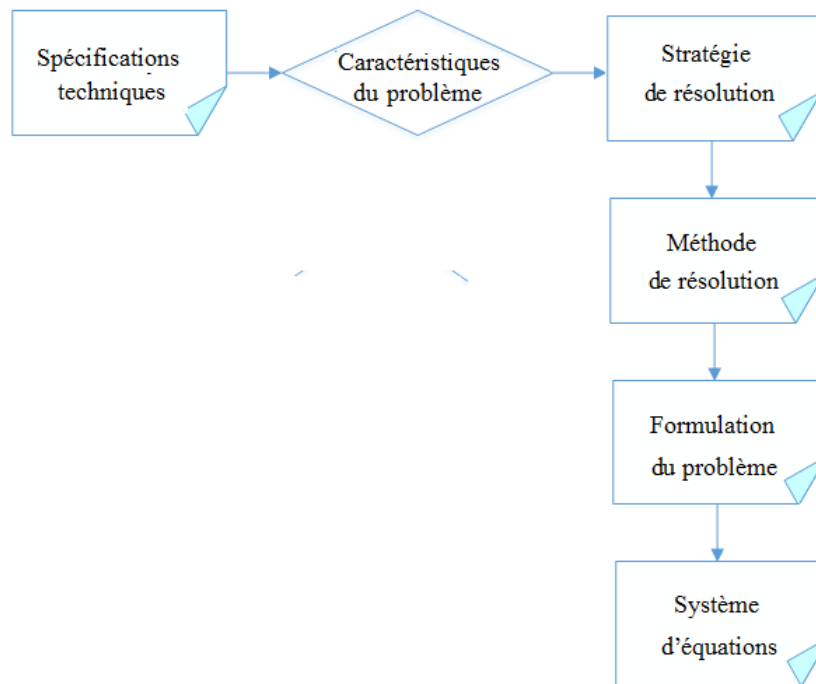 Spécifications
techniques
Caractéristiques
du problème
Stratégie
de résolution
Méthode
de résolution
Formulation
du problème
Système
d'équations